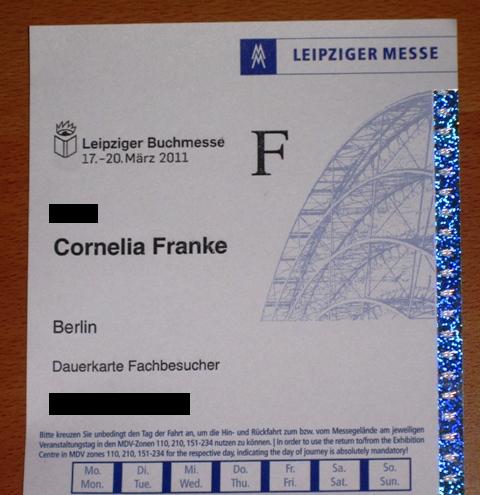 LEIPZIGER MESSE
Leipziger Buchmesse
17.–20. März 2011
F
Cornelia Franke
Berlin
Dauerkarte Fachbesucher
Bitte kreuzen Sie unbedingt den Tag der Fahrt an, um die Hin- und Rückfahrt zum bzw. vom Messegelände am jeweiligen
Veranstaltungstag in den MDV-Zonen 110, 210, 151-234 nutzen zu können. | In order to use the return to/from the Exhibition
Centre in MDV zones 110, 210, 151-234 for the respective day, indicating the day of journey is absolutely mandatory!
Mo. Di. Mi. Do. Fr. Sa. So.
Mon. Tue. Wed. Thu. Fri. Sat. Sun.